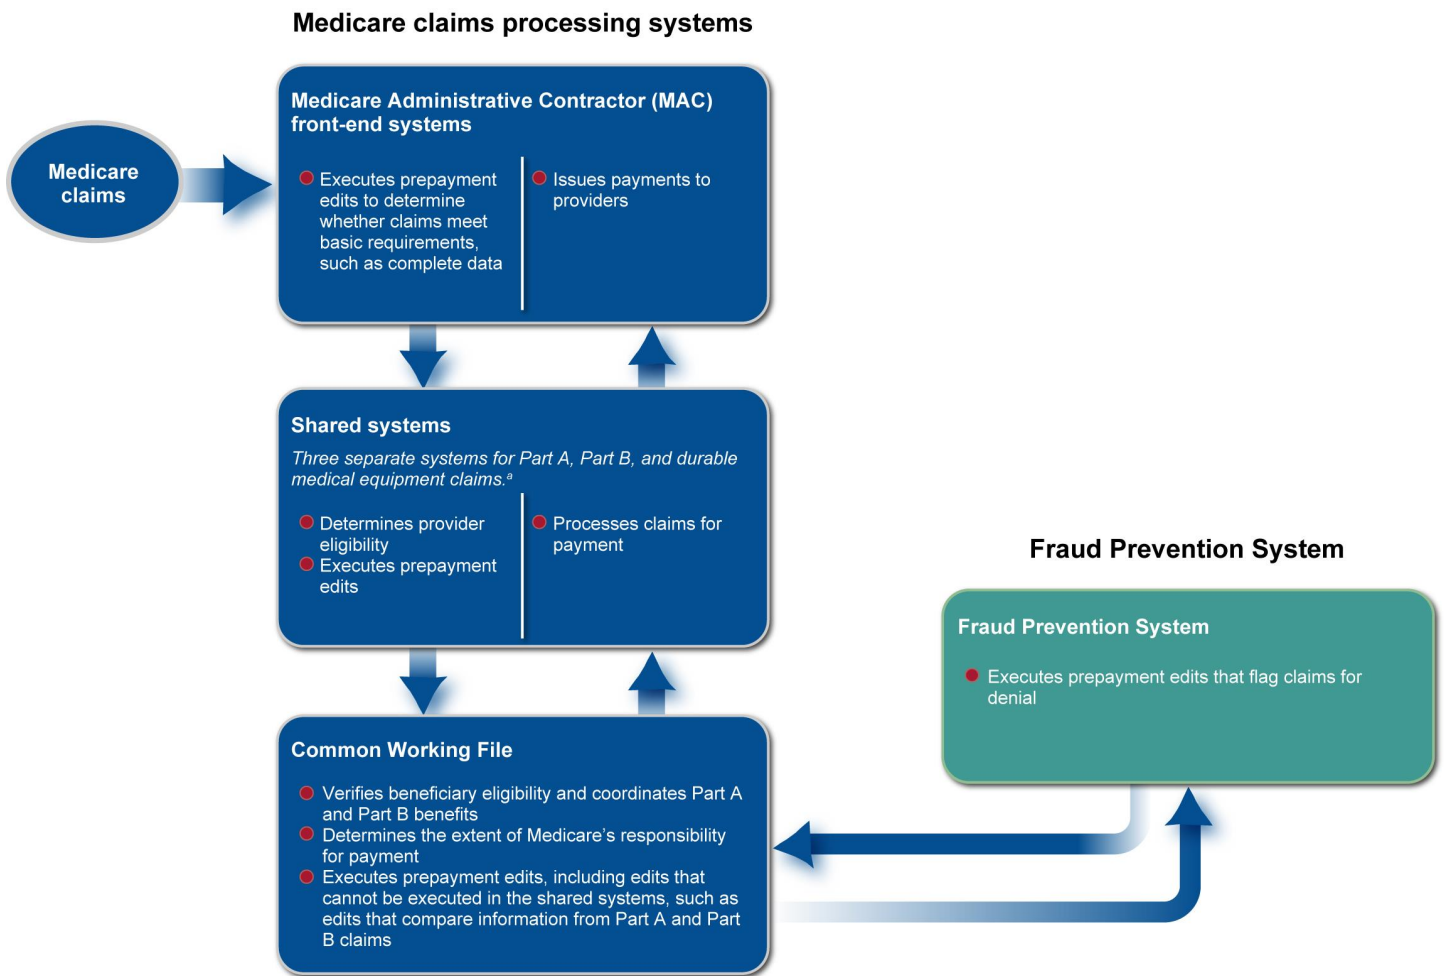 Medicare claims processing systems
Medicare
claims
Medicare Administrative Contractor (MAC)
front-end systems
Executes prepayment
edits to determine
whether claims meet
basic requirements,
such as complete data
Issues payments to
providers
Shared systems
Three separate systems for Part A, Part B, and durable
medical equipment claims.a
Determines provider
eligibility
Executes prepayment
edits
Processes claims for
payment
Common Working File
Verifies beneficiary eligibility and coordinates Part A
and Part B benefits
Determines the extent of Medicare’s responsibility
for payment
Executes prepayment edits, including edits that
cannot be executed in the shared systems, such as
edits that compare information from Part A and Part
B claims
Fraud Prevention System
Fraud Prevention System
Executes prepayment edits that flag claims for
denial